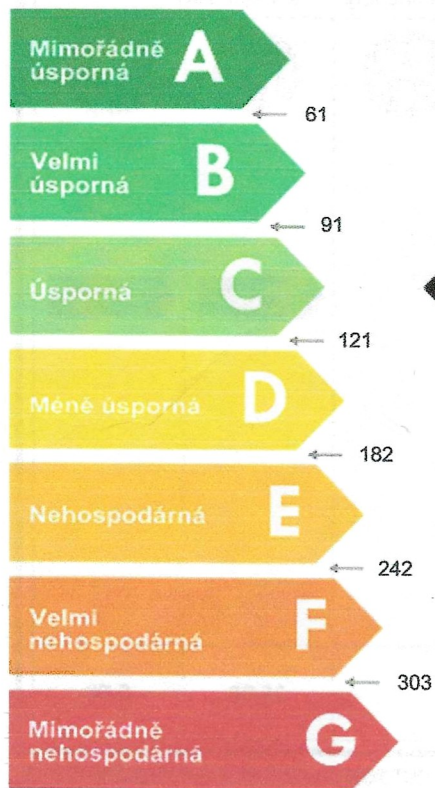 Mimořádně
úsporná
A
61
Velmi
úsporná
B
91
Úsporná
C
121
Méně úsporná
D
182
Nehospodárná
E
242
Velmi
nehospodárná
F
303
Mimořádně
nehospodárná
G